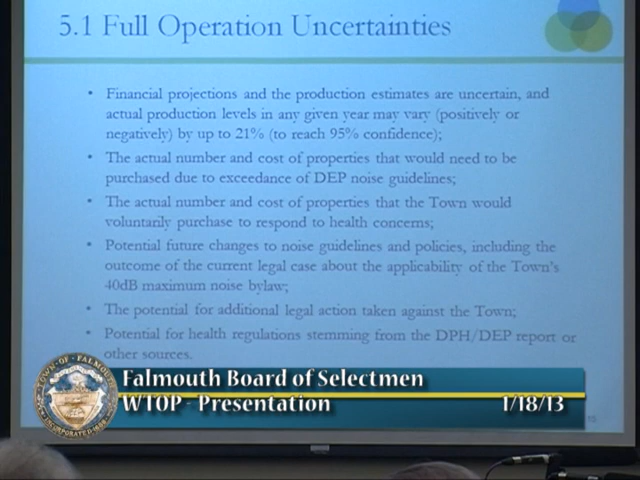 5.1 Full Operation Uncertainties
• Financial projections and the production estimates are uncertain, and
actual production levels in any given year may vary (positively or
negatively) by up to 21% (to reach 95% confidence);
• The actual number and cost of properties that would need to be
purchased due to exceedance of DEP noise guidelines;
• The actual number and cost of properties that the Town would
voluntarily purchase to respond to health concerns;
• Potential future changes to noise guidelines and policies, including the
outcome of the current legal case about the applicability of the Town's
40dB maximum noise bylaw;
• The potential for additional legal action taken against the Town;
• Potential for health regulations stemming from the DPH/DEP report or
other sources.
TOWN OF FALMOUTH
Falmouth Board of Selectmen
WTOP - Presentation 1/18/13